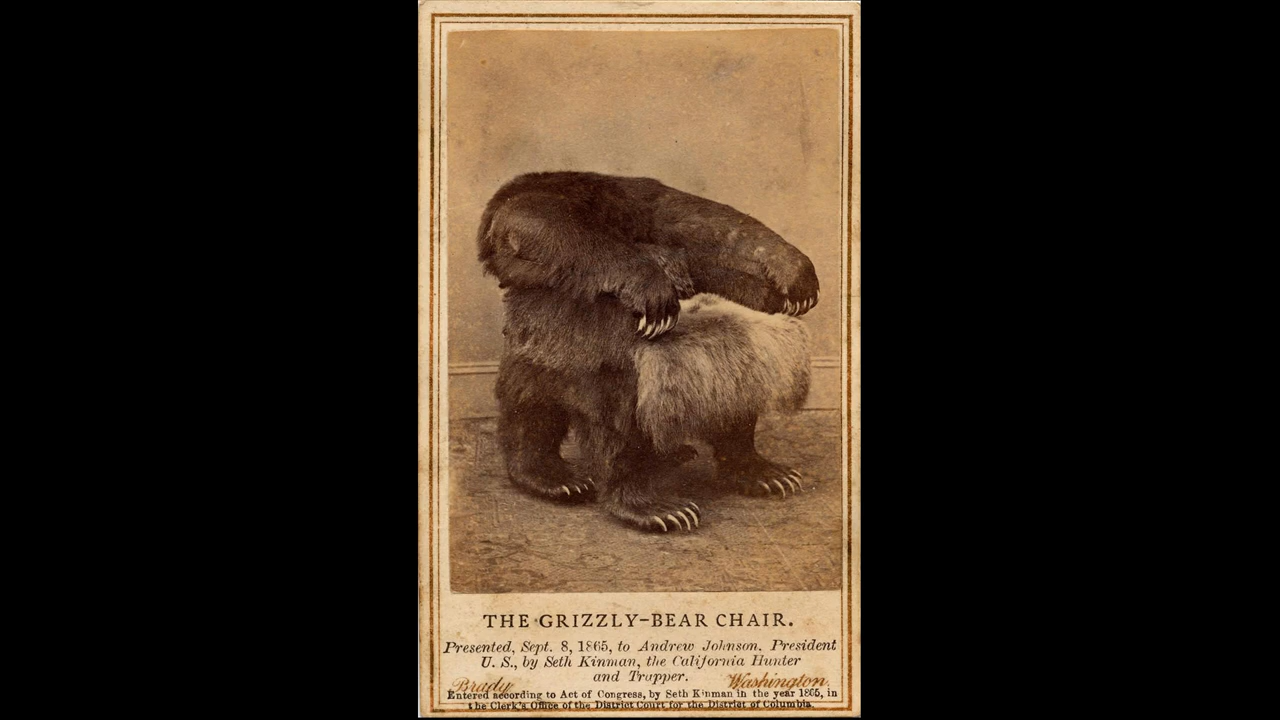 THE GRIZZLY-BEAR CHAIR.
Presented, Sept. 8, 1865, to Andrew Johnson, President
U. S., by Seth Kinman, the California Hunter
and Trapper.
Brady Washington.
Entered according to Act of Congress, by Seth Kinman in the year 1865, in
the Clerk's Office of the District Court for the District of Columbia.